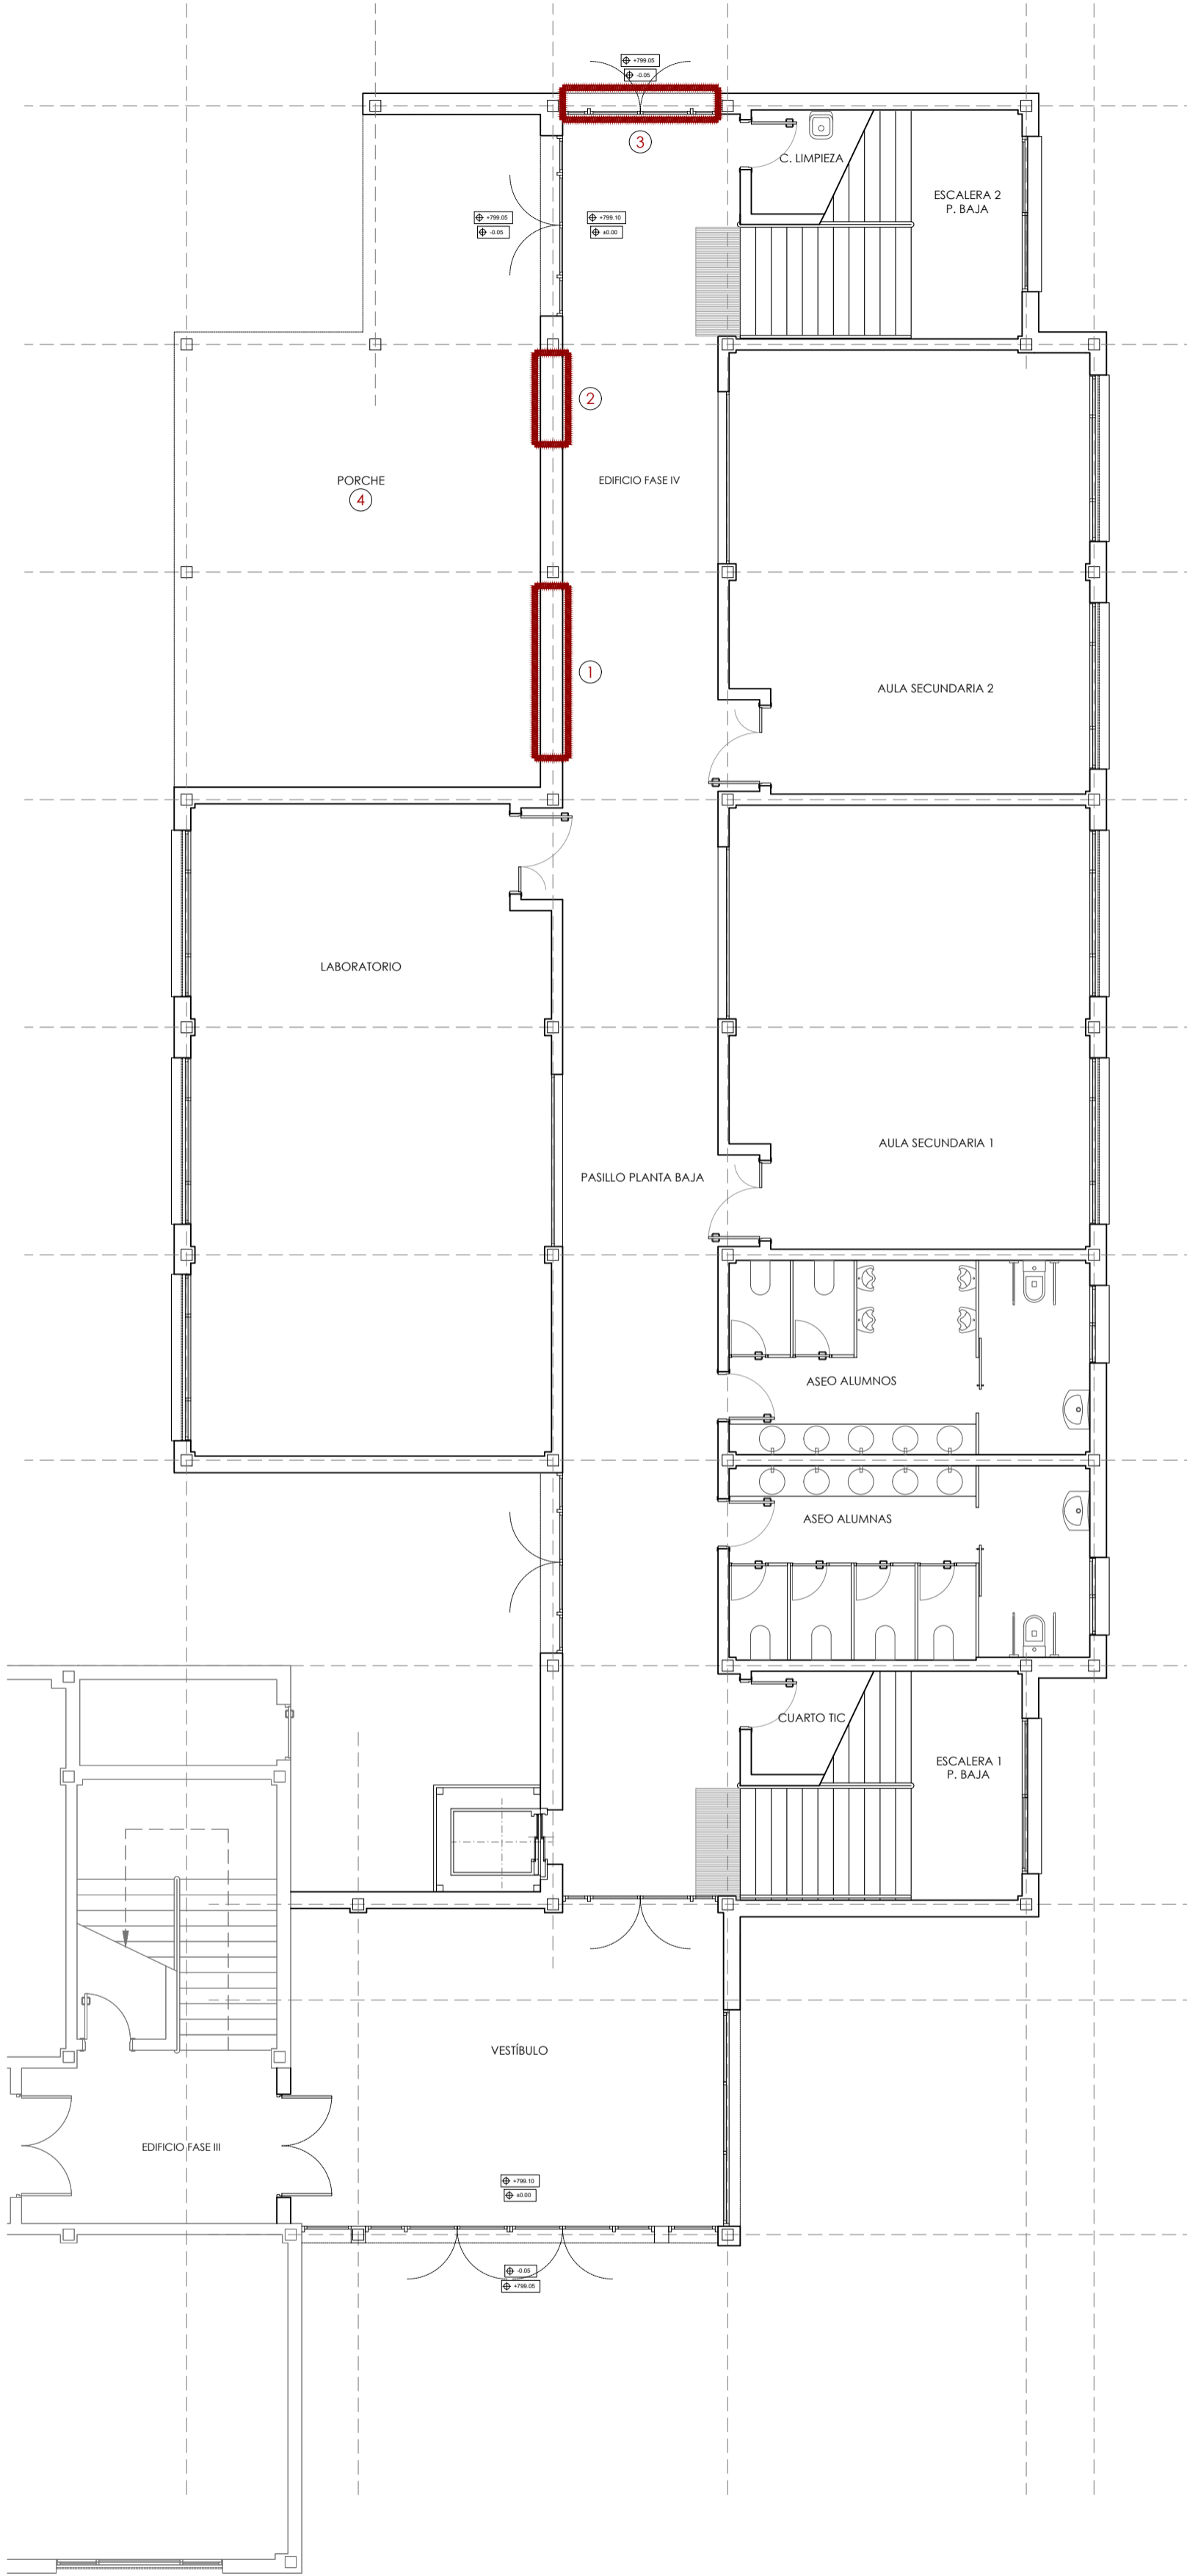 +799.05
-0.05
3
C. LIMPIEZA
ESCALERA 2
P. BAJA
+799.05
-0.05
+799.10
±0.00
2
PORCHE
4
EDIFICIO FASE IV
1
AULA SECUNDARIA 2
LABORATORIO
AULA SECUNDARIA 1
PASILLO PLANTA BAJA
ASEO ALUMNOS
ASEO ALUMNAS
CUARTO TIC
ESCALERA 1
P. BAJA
VESTÍBULO
EDIFICIO FASE III
+799.10
±0.00
-0.05
+799.05